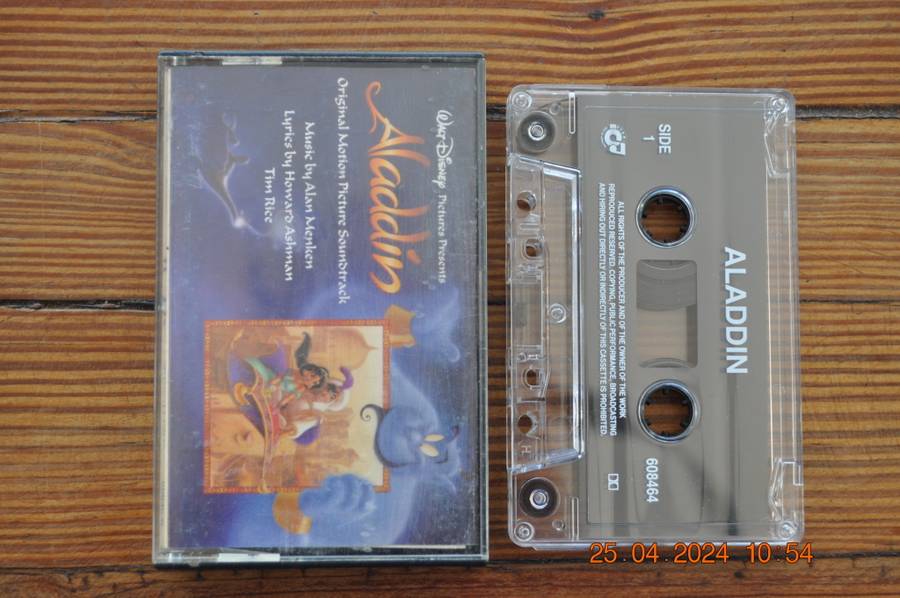 Walt Disney Pictures Presents
Aladdin
Original Motion Picture Soundtrack
Music by Alan Menken
Lyrics by Howard Ashman
Tim Rice
ALADDIN
SIDE
1
608464
ALL RIGHTS OF THE PRODUCER AND OF THE OWNER OF THE WORK
REPRODUCED RESERVED. COPYING, PUBLIC PERFORMANCE, BROADCASTING
AND HIRING OUT DIRECTLY OR INDIRECTLY OF THIS CASSETTE IS PROHIBITED.
25.04.2024 10:54